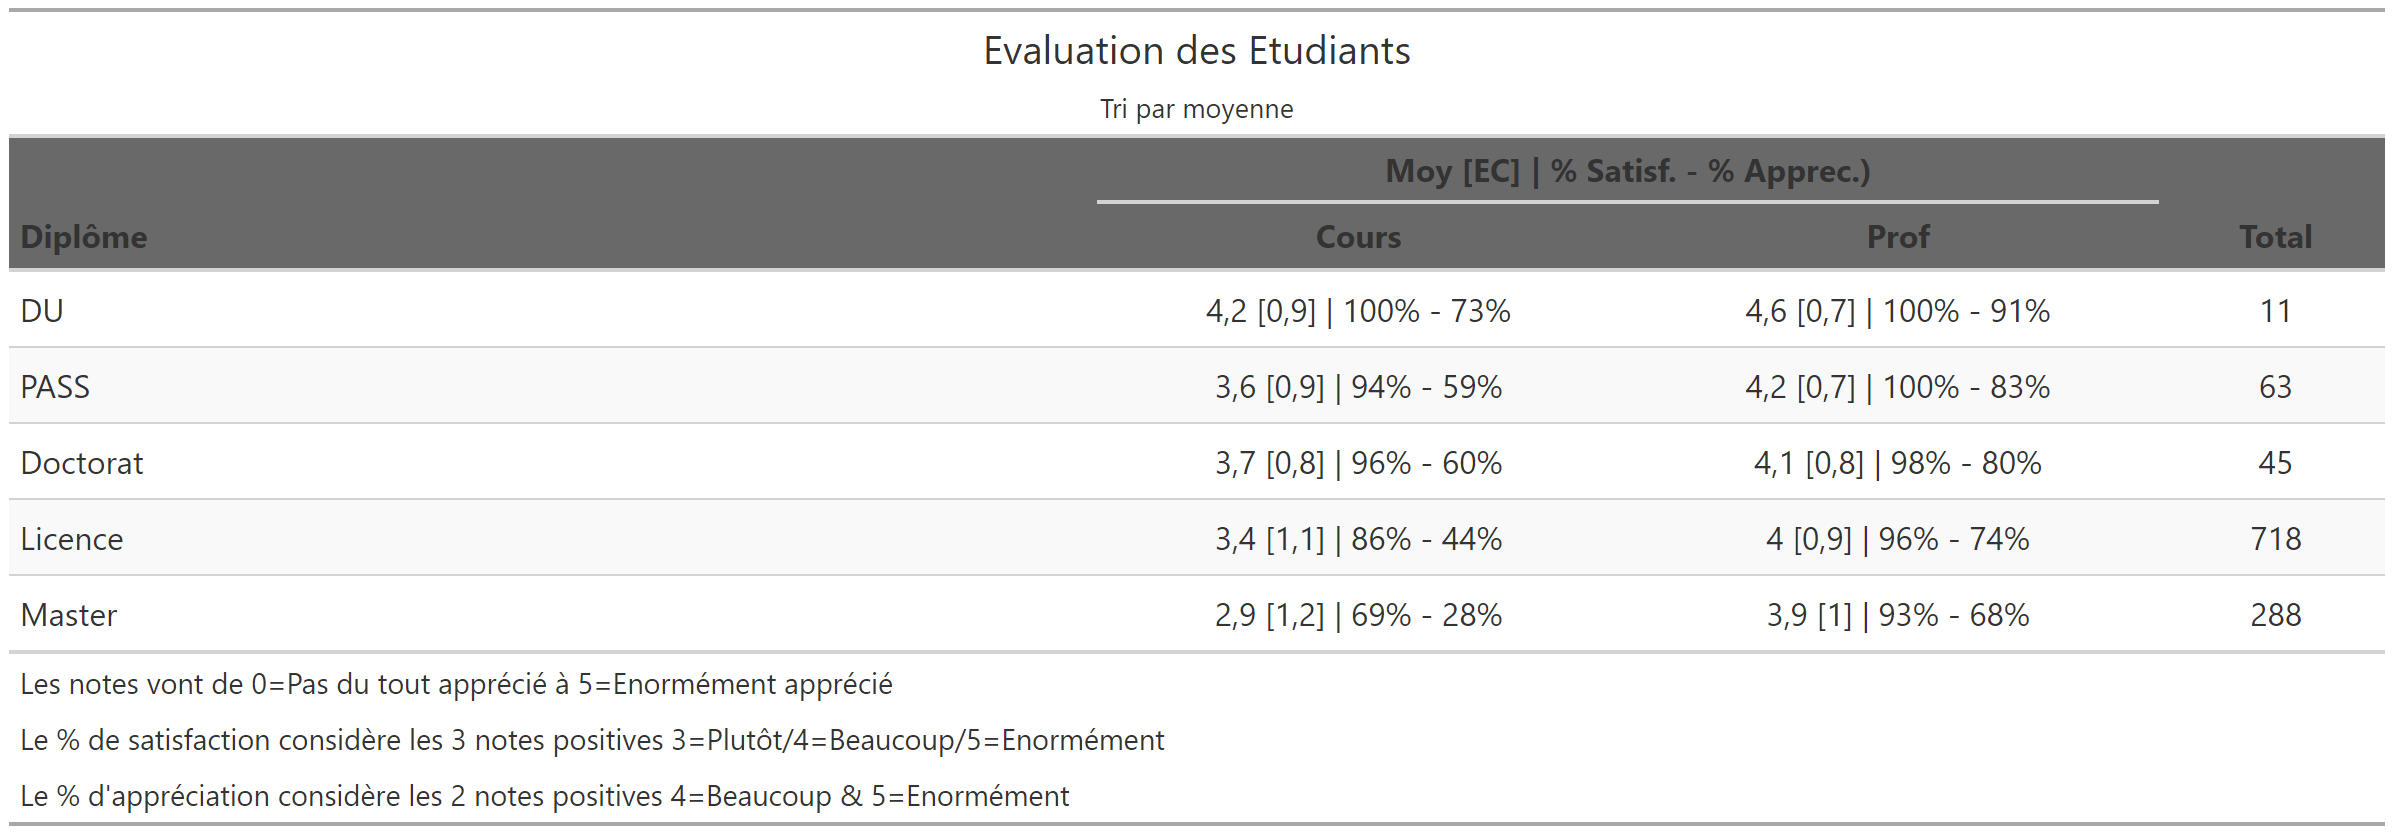 Evaluation des Etudiants
Tri par moyenne
Moy [EC] | % Satisf. - % Apprec.)
Diplôme Cours Prof Total
DU 4,2 [0,9] | 100% - 73% 4,6 [0,7] | 100% - 91% 11
PASS 3,6 [0,9] | 94% - 59% 4,2 [0,7] | 100% - 83% 63
Doctorat 3,7 [0,8] | 96% - 60% 4,1 [0,8] | 98% - 80% 45
Licence 3,4 [1,1] | 86% - 44% 4 [0,9] | 96% - 74% 718
Master 2,9 [1,2] | 69% - 28% 3,9 [1] | 93% - 68% 288
Les notes vont de 0=Pas du tout apprécié à 5=Enormément apprécié
Le % de satisfaction considère les 3 notes positives 3=Plutôt/4=Beaucoup/5=Enormément
Le % d'appréciation considère les 2 notes positives 4=Beaucoup & 5=Enormément